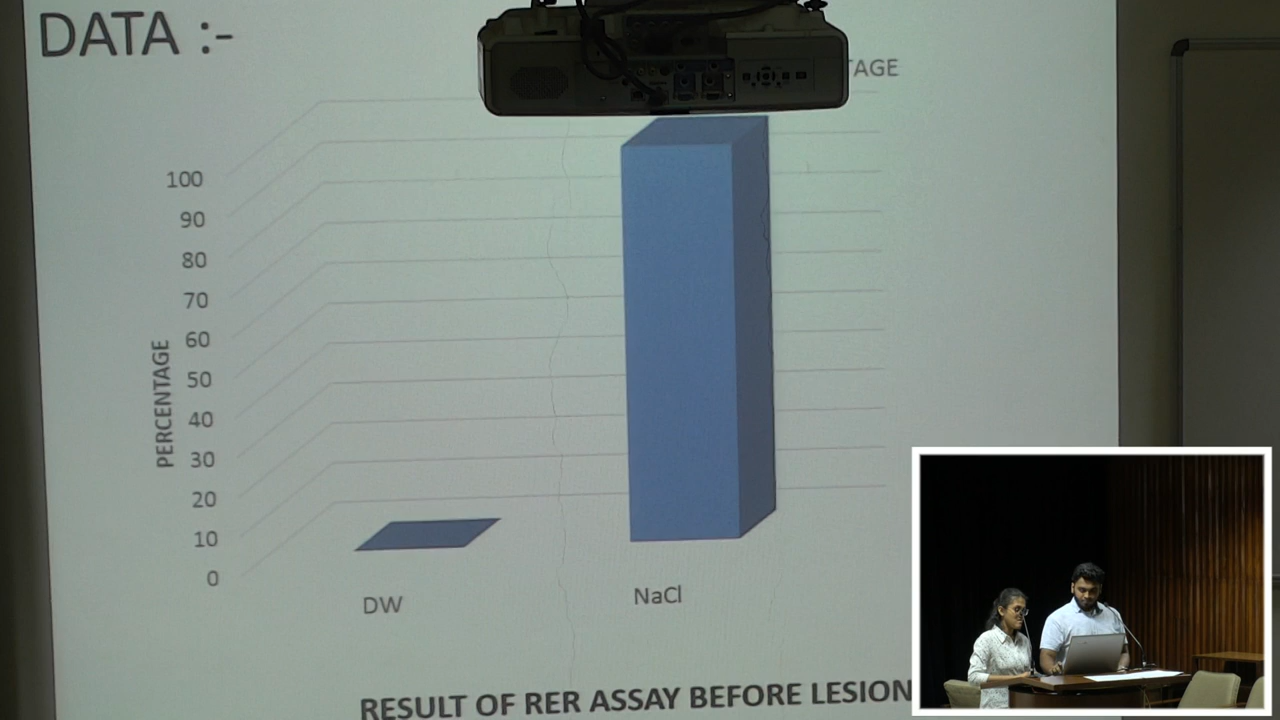 DATA :-
TAGE
100
90
80
70
60
50
40
30
20
10
0
PERCENTAGE
DW
NaCl
RESULT OF RER ASSAY BEFORE LESION